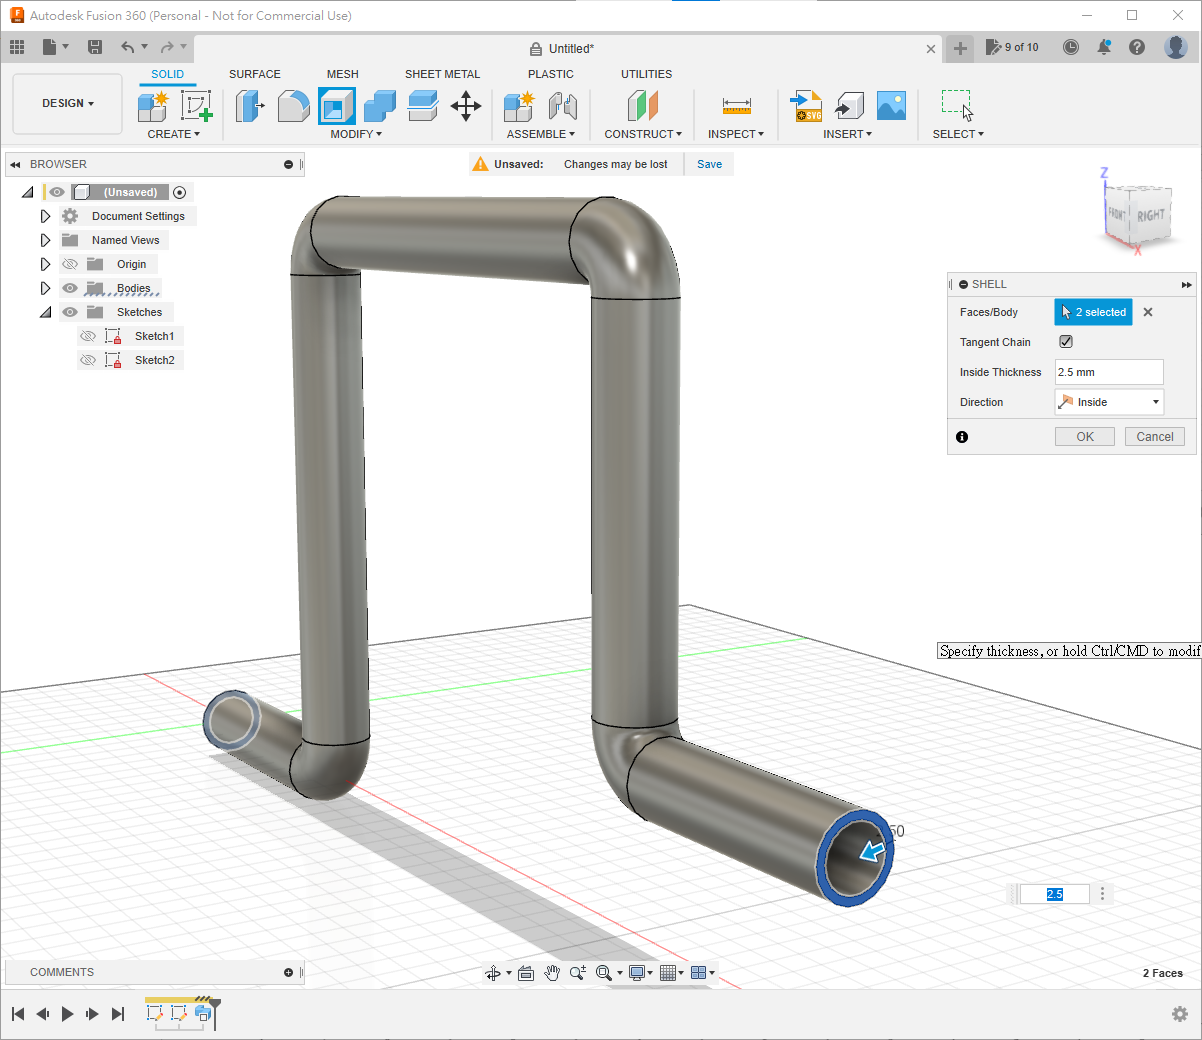 Autodesk Fusion 360 (Personal - Not for Commercial Use)
Untitled*
9 of 10
SOLID SURFACE MESH SHEET METAL PLASTIC UTILITIES
DESIGN
CREATE MODIFY ASSEMBLE CONSTRUCT INSPECT INSERT SELECT
SVG
BROWSER
Unsaved: Changes may be lost Save
(Unsaved)
Document Settings
Named Views
Origin
Bodies
Sketches
Sketch1
Sketch2
Z
FRONT RIGHT
X
SHELL
Faces/Body 2 selected
Tangent Chain
Inside Thickness 2.5 mm
Direction Inside
OK Cancel
Specify thickness, or hold Ctrl/CMD to modif
50
2.5
COMMENTS
2 Faces